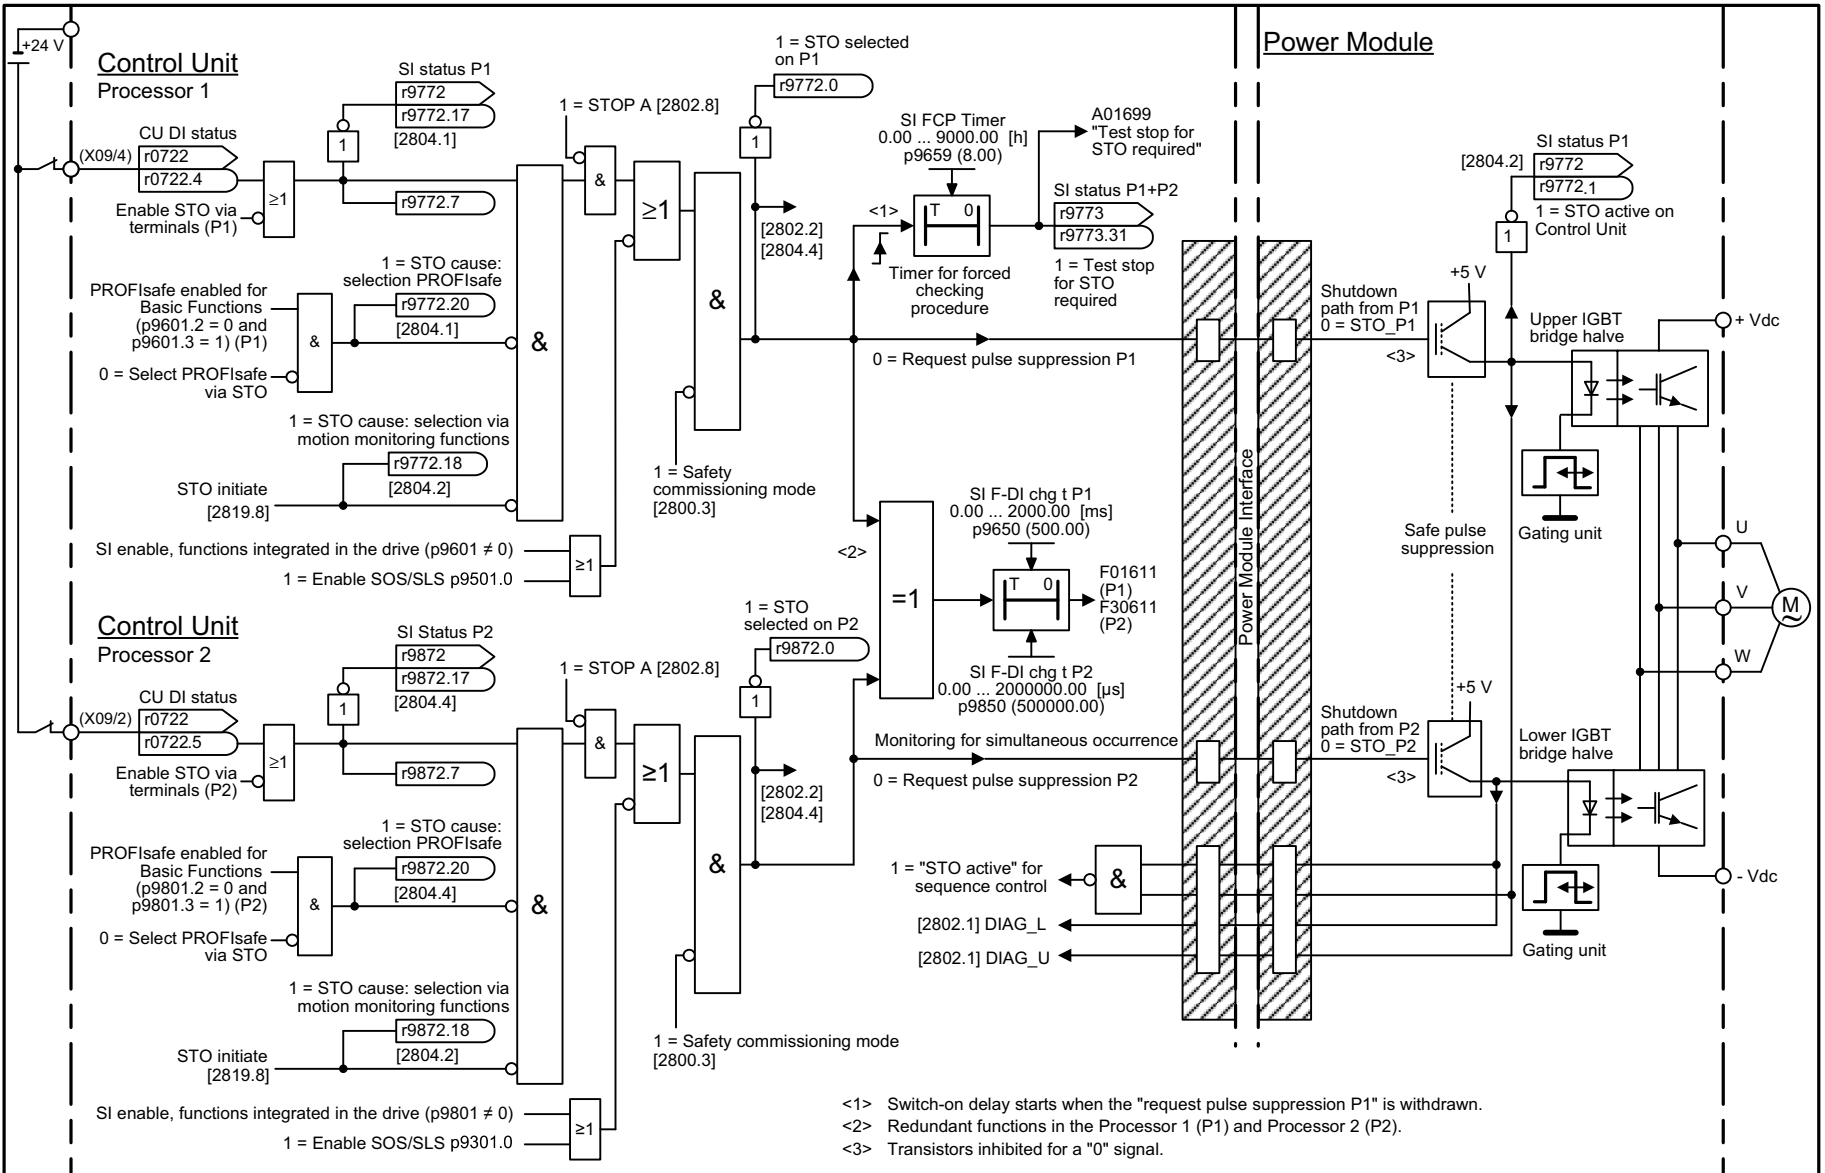 +24 V
Control Unit
Processor 1
SI status P1
r9772
r9772.17
[2804.1]
CU DI status
(X09/4)
r0722
r0722.4
≥1
1
r9772.7
Enable STO via
terminals (P1)
1 = STO cause:
selection PROFIsafe
PROFIsafe enabled for
Basic Functions
(p9601.2 = 0 and
p9601.3 = 1) (P1)
r9772.20
[2804.1]
&
0 = Select PROFIsafe
via STO
1 = STO cause: selection via
motion monitoring functions
r9772.18
[2804.2]
STO initiate
[2819.8]
&
SI enable, functions integrated in the drive (p9601 ≠ 0)
1 = Enable SOS/SLS p9501.0
≥1
1 = STOP A [2802.8]
&
≥1
&
1 = STO selected
on P1
r9772.0
1
[2802.2]
[2804.4]
1 = Safety
commissioning mode
[2800.3]
SI FCP Timer
0.00 ... 9000.00 [h]
p9659 (8.00)
<1>
T 0
Timer for forced
checking
procedure
A01699
"Test stop for
STO required"
SI status P1+P2
r9773
r9773.31
1 = Test stop
for STO
required
0 = Request pulse suppression P1
<2>
=1
SI F-DI chg t P1
0.00 ... 2000.00 [ms]
p9650 (500.00)
T 0
F01611
(P1)
F30611
(P2)
SI F-DI chg t P2
0.00 ... 2000000.00 [µs]
p9850 (500000.00)
Control Unit
Processor 2
SI Status P2
r9872
r9872.17
[2804.4]
CU DI status
(X09/2)
r0722
r0722.5
≥1
1
r9872.7
Enable STO via
terminals (P2)
1 = STO cause:
selection PROFIsafe
PROFIsafe enabled for
Basic Functions
(p9801.2 = 0 and
p9801.3 = 1) (P2)
r9872.20
[2804.4]
&
0 = Select PROFIsafe
via STO
1 = STO cause: selection via
motion monitoring functions
r9872.18
[2804.2]
STO initiate
[2819.8]
&
SI enable, functions integrated in the drive (p9801 ≠ 0)
1 = Enable SOS/SLS p9301.0
≥1
1 = STOP A [2802.8]
&
≥1
&
1 = STO
selected on P2
r9872.0
1
[2802.2]
[2804.4]
1 = Safety commissioning mode
[2800.3]
Monitoring for simultaneous occurrence
0 = Request pulse suppression P2
1 = "STO active" for
sequence control
&
[2802.1] DIAG_L
[2802.1] DIAG_U
Power Module Interface
Power Module
SI status P1
[2804.2]
r9772
r9772.1
1 = STO active on
Control Unit
1
+5 V
Shutdown
path from P1
0 = STO_P1
<3>
Upper IGBT
bridge halve
+ Vdc
Gating unit
Safe pulse
suppression
U
V
W
M
~
+5 V
Shutdown
path from P2
0 = STO_P2
<3>
Lower IGBT
bridge halve
- Vdc
Gating unit
<1> Switch-on delay starts when the "request pulse suppression P1" is withdrawn.
<2> Redundant functions in the Processor 1 (P1) and Processor 2 (P2).
<3> Transistors inhibited for a "0" signal.